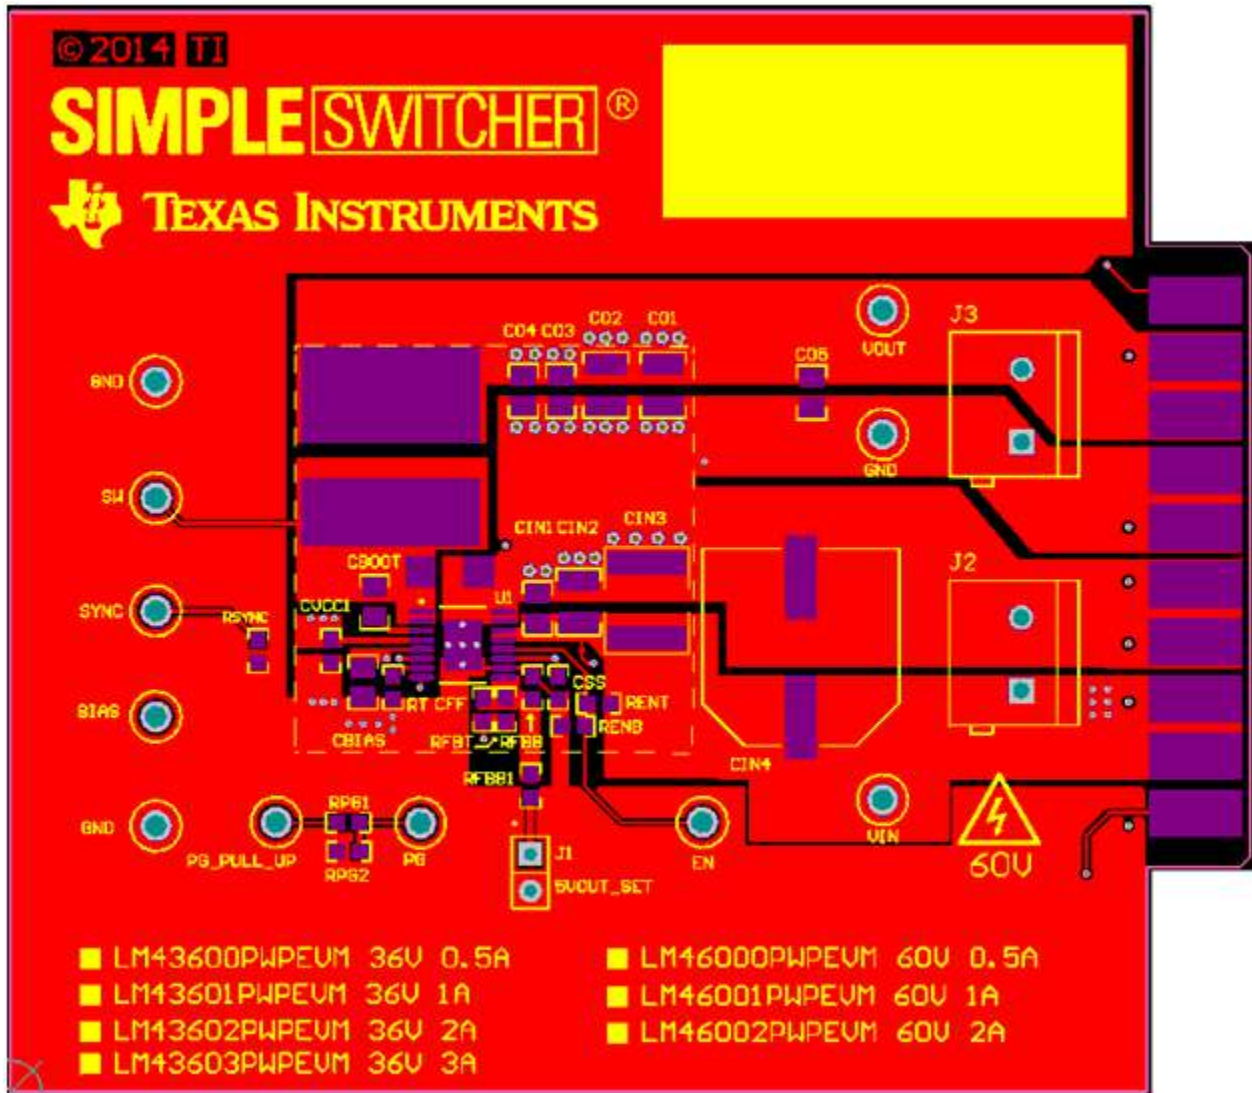 © 2014 TI
SIMPLE SWITCHER ®
TEXAS INSTRUMENTS
J3
CO4 CO3 CO2 CO1
CO5
VOUT
GND
GND
SW
CIN1 CIN2 CIN3
J2
CBOOT
U1
CVCC1
SYNC
RSYNC
CSS
RT CFF
RENT
BIAS
RENB
CBIAS
RFBT RFBB
CIN4
RFBB1
GND
RPG1
PG_PULL_UP
PG
RPG2
J1
5VOUT_SET
EN
VIN
60V
LM43600PWPEVM 36V 0.5A
LM46000PWPEVM 60V 0.5A
LM43601PWPEVM 36V 1A
LM46001PWPEVM 60V 1A
LM43602PWPEVM 36V 2A
LM46002PWPEVM 60V 2A
LM43603PWPEVM 36V 3A